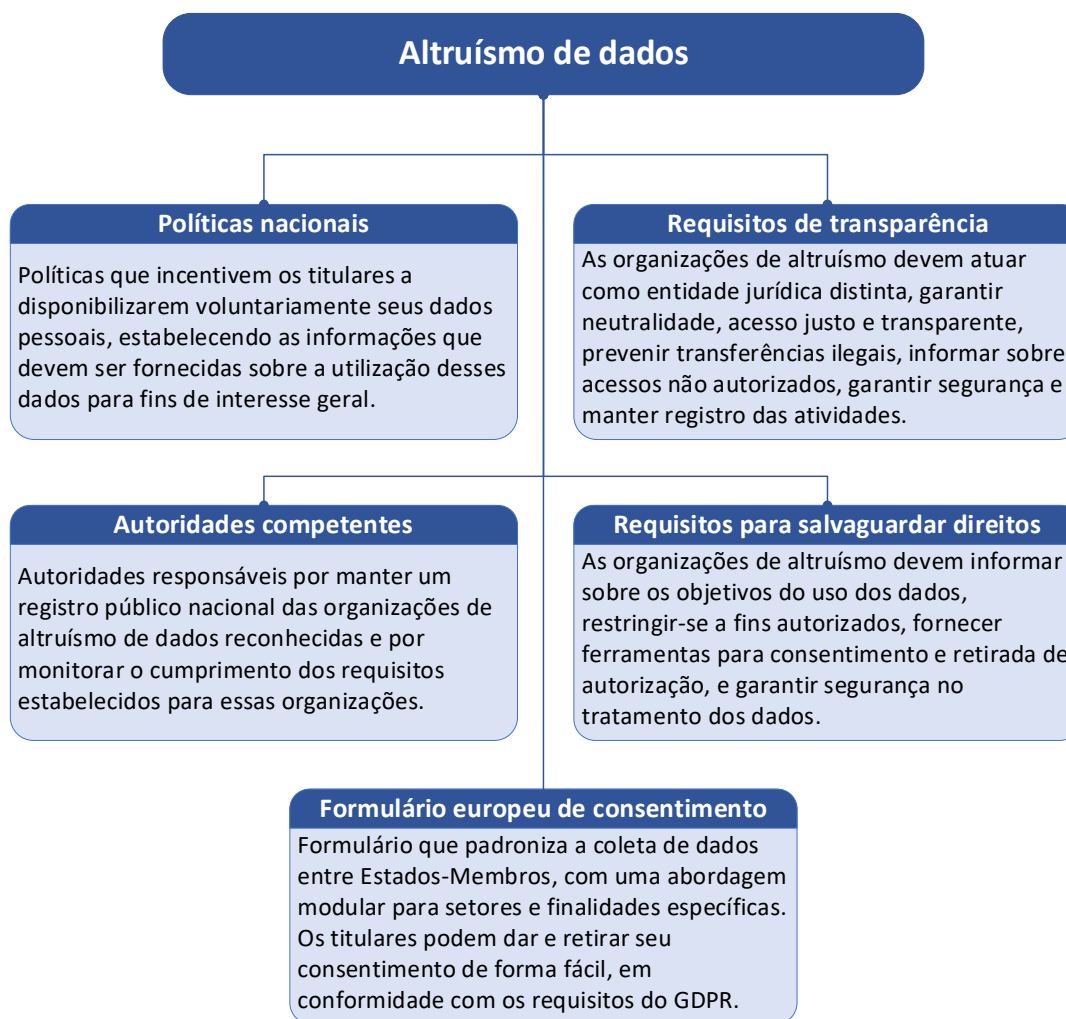 Altruísmo de dados
Políticas nacionais
Políticas que incentivem os titulares a
disponibilizarem voluntariamente seus dados
pessoais, estabelecendo as informações que
devem ser fornecidas sobre a utilização desses
dados para fins de interesse geral.
Requisitos de transparência
As organizações de altruísmo devem atuar
como entidade jurídica distinta, garantir
neutralidade, acesso justo e transparente,
prevenir transferências ilegais, informar sobre
acessos não autorizados, garantir segurança e
manter registro das atividades.
Autoridades competentes
Autoridades responsáveis por manter um
registro público nacional das organizações de
altruísmo de dados reconhecidas e por
monitorar o cumprimento dos requisitos
estabelecidos para essas organizações.
Requisitos para salvaguardar direitos
As organizações de altruísmo devem informar
sobre os objetivos do uso dos dados,
restringir-se a fins autorizados, fornecer
ferramentas para consentimento e retirada de
autorização, e garantir segurança no
tratamento dos dados.
Formulário europeu de consentimento
Formulário que padroniza a coleta de dados
entre Estados-Membros, com uma abordagem
modular para setores e finalidades específicas.
Os titulares podem dar e retirar seu
consentimento de forma fácil, em
conformidade com os requisitos do GDPR.